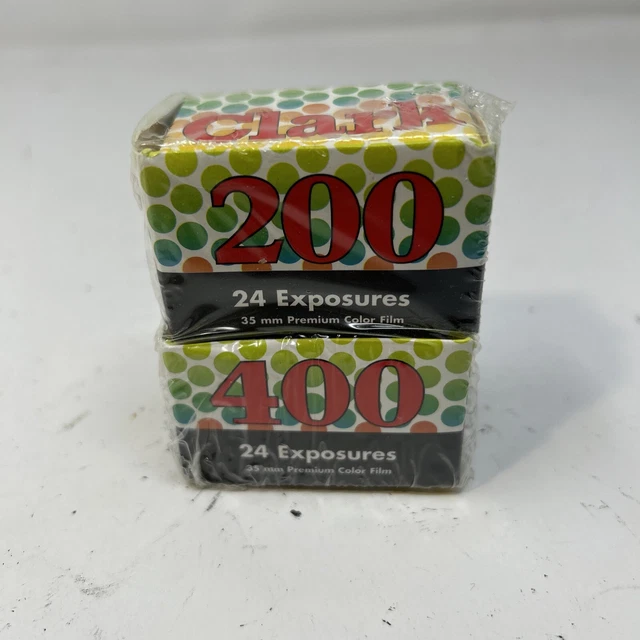 Clark
200
24 Exposures
35 mm Premium Color Film
400
24 Exposures
35 mm Premium Color Film